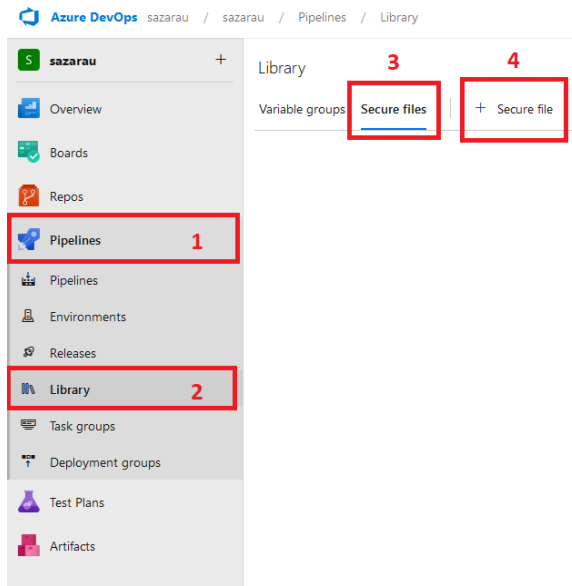 Azure DevOps sazarau / sazarau / Pipelines / Library
S sazarau +
Overview
Boards
Repos
Pipelines 1
Pipelines
Environments
Releases
Library 2
Task groups
Deployment groups
Test Plans
Artifacts
Library
3
4
Variable groups Secure files + Secure file